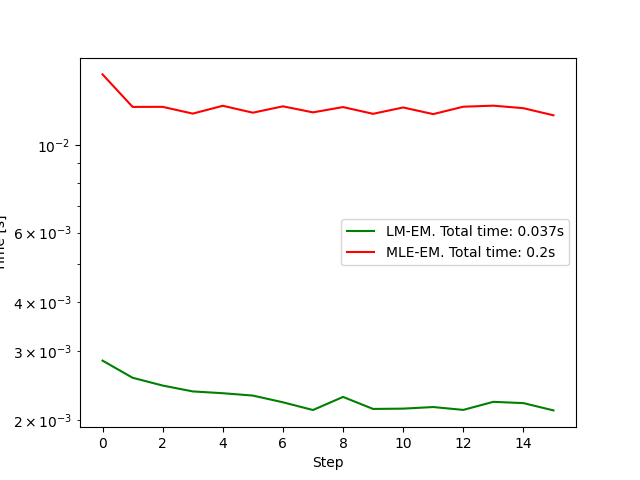 10⁻²
6 × 10⁻³
4 × 10⁻³
3 × 10⁻³
2 × 10⁻³
LM-EM. Total time: 0.037s
MLE-EM. Total time: 0.2s
0 2 4 6 8 10 12 14
Step